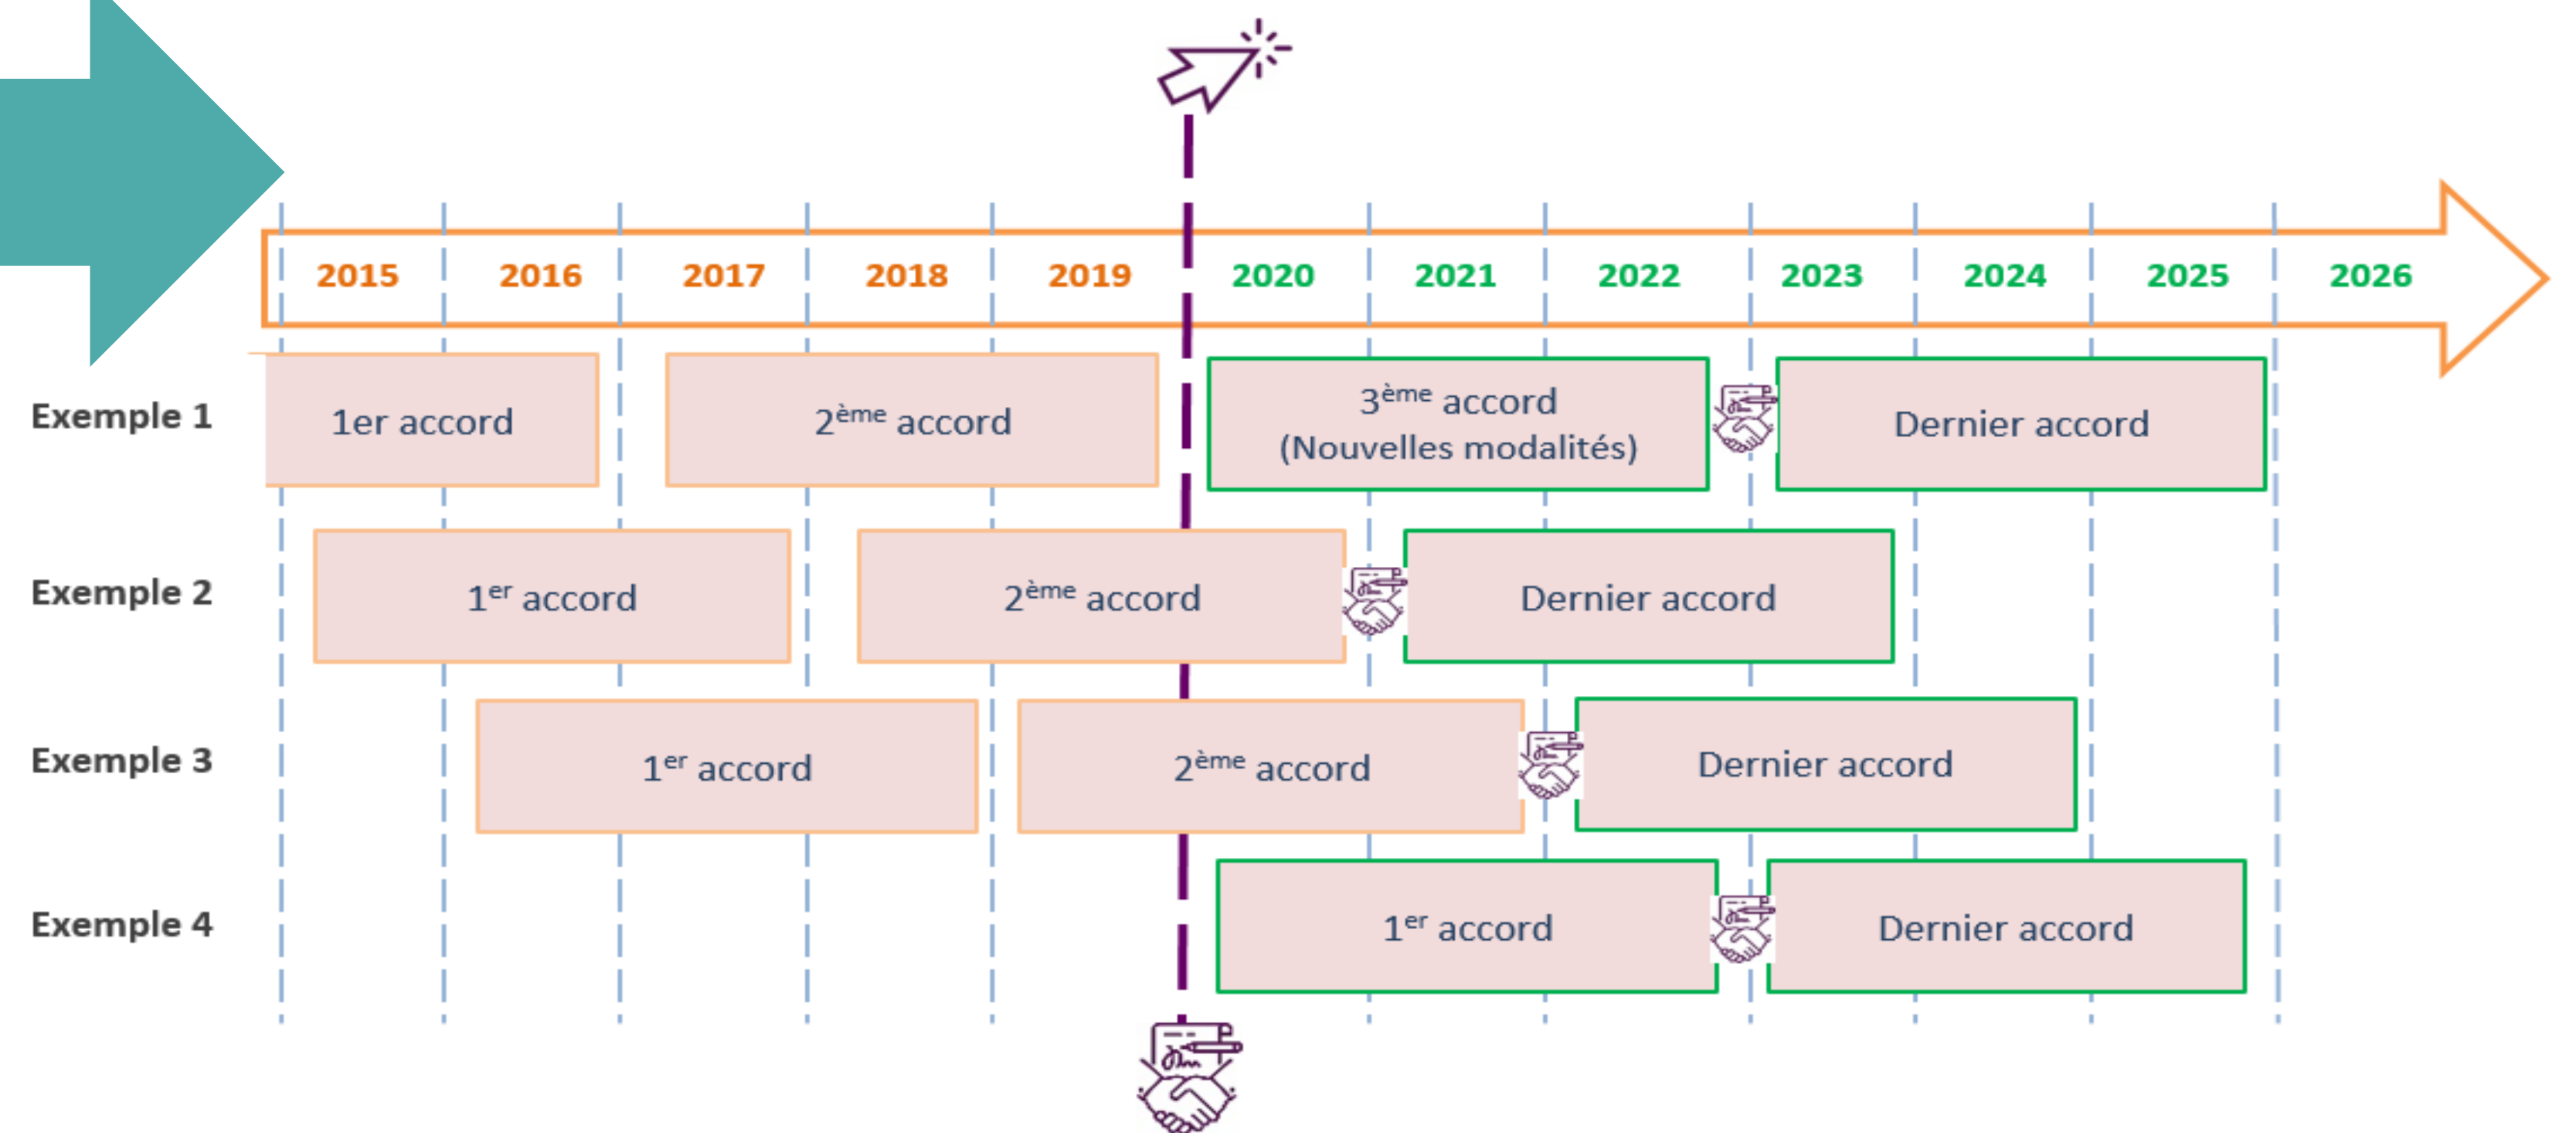 2015 2016 2017 2018 2019 2020 2021 2022 2023 2024 2025 2026
Exemple 1
1er accord
2ème accord
3ème accord
(Nouvelles modalités)
Dernier accord
Exemple 2
1er accord
2ème accord
Dernier accord
Exemple 3
1er accord
2ème accord
Dernier accord
Exemple 4
1er accord
Dernier accord